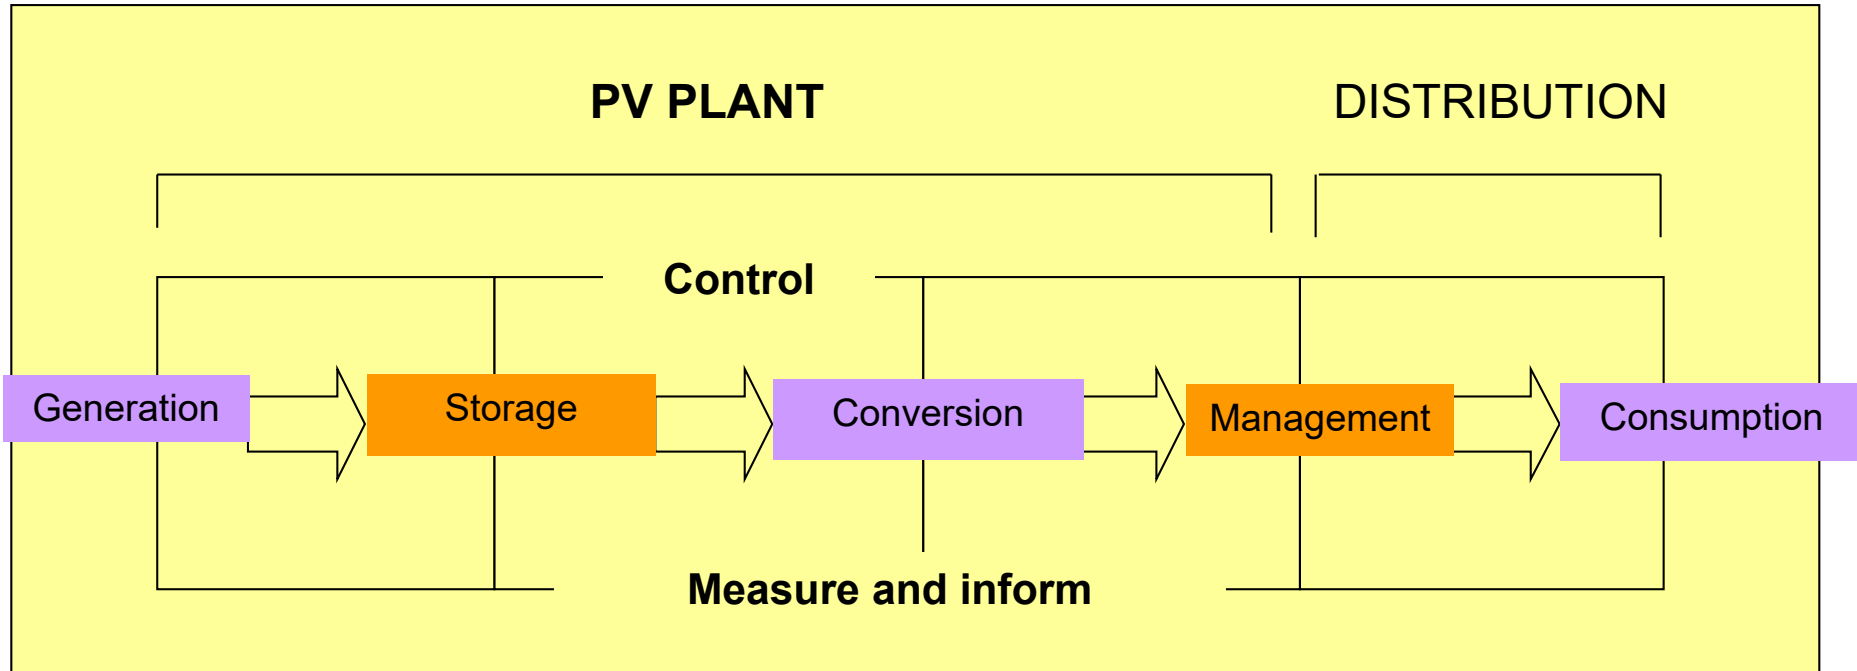 PV PLANT
DISTRIBUTION
Control
Generation
Storage
Conversion
Management
Consumption
Measure and inform